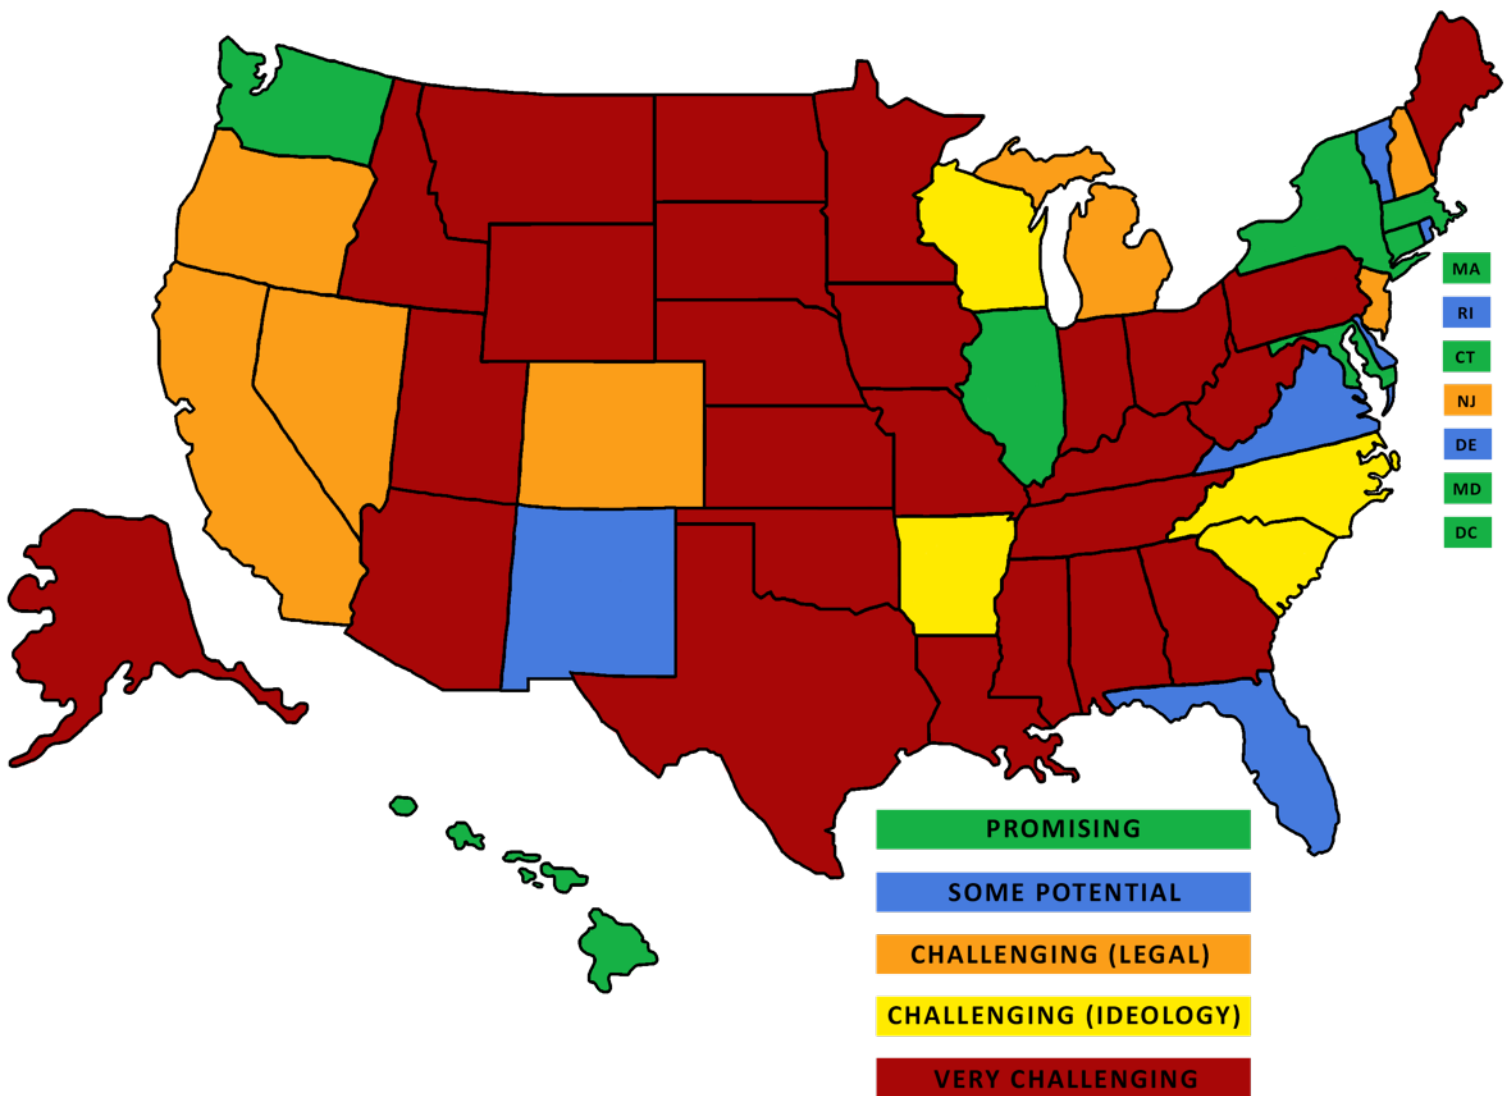 MA
RI
CT
NJ
DE
MD
DC
PROMISING
SOME POTENTIAL
CHALLENGING (LEGAL)
CHALLENGING (IDEOLOGY)
VERY CHALLENGING